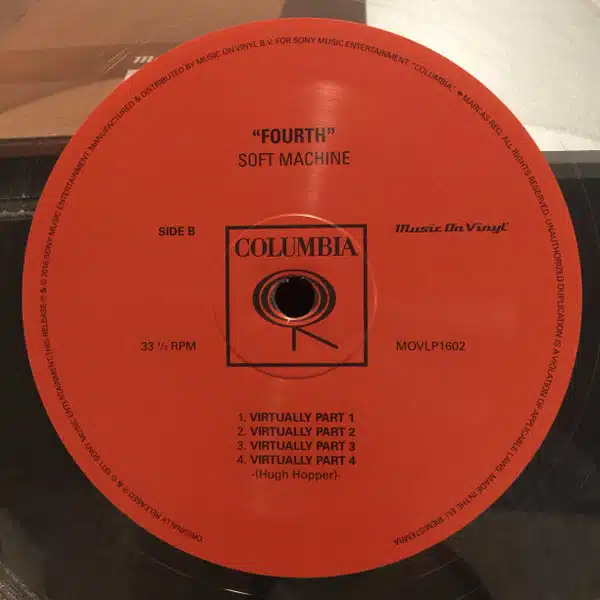 "FOURTH"
SOFT MACHINE
SIDE B
Music On Vinyl
COLUMBIA
33 1/3 RPM
MOVLP1602
1. VIRTUALLY PART 1
2. VIRTUALLY PART 2
3. VIRTUALLY PART 3
4. VIRTUALLY PART 4
-(Hugh Hopper)-
ORIGINALLY RELEASED ℗ & © 1971 SONY MUSIC ENTERTAINMENT/THIS RELEASE ℗ & © 2016 SONY MUSIC ENTERTAINMENT. MANUFACTURED & DISTRIBUTED BY MUSIC ON VINYL B.V. FOR SONY MUSIC ENTERTAINMENT. "COLUMBIA," MARCAS REG. ALL RIGHTS RESERVED. UNAUTHORIZED DUPLICATION IS A VIOLATION OF APPLICABLE LAWS. MADE IN THE EU. BIEM/STEMRA